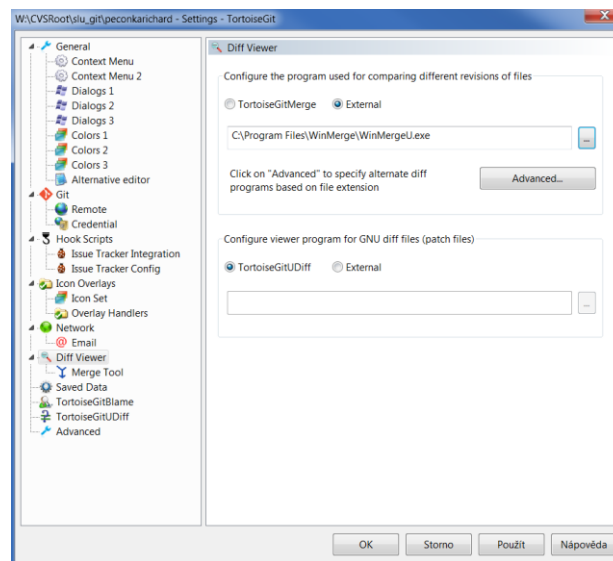 W:\CVSRoot\slu_git\peconkarichard - Settings - TortoiseGit
General
Context Menu
Context Menu 2
Dialogs 1
Dialogs 2
Dialogs 3
Colors 1
Colors 2
Colors 3
Alternative editor
Git
Remote
Credential
Hook Scripts
Issue Tracker Integration
Issue Tracker Config
Icon Overlays
Icon Set
Overlay Handlers
Network
Email
Diff Viewer
Merge Tool
Saved Data
TortoiseGitBlame
TortoiseGitUDiff
Advanced
Diff Viewer
Configure the program used for comparing different revisions of files
TortoiseGitMerge External
C:\Program Files\WinMerge\WinMergeU.exe
...
Click on "Advanced" to specify alternate diff
programs based on file extension
Advanced...
Configure viewer program for GNU diff files (patch files)
TortoiseGitUDiff External
...
OK Storno Použít Nápověda